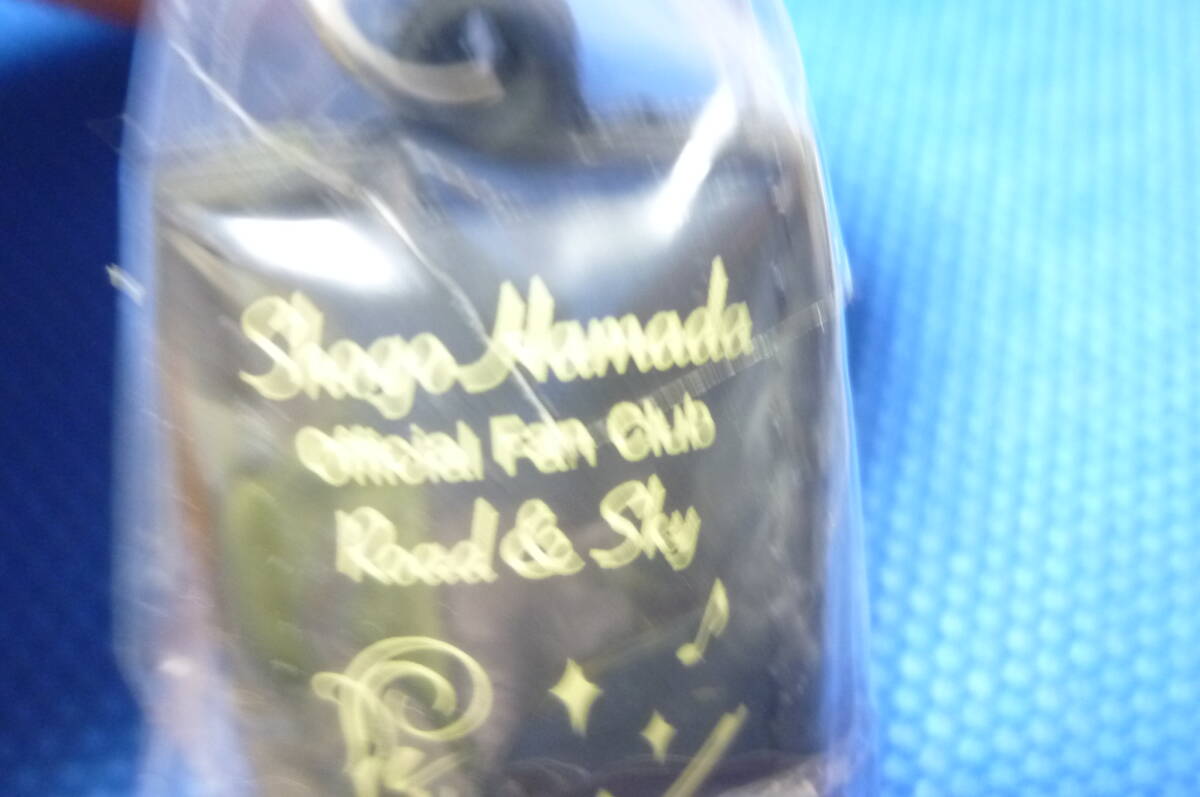 Shogo Hamada
Official Fan Club
Road & Sky
R